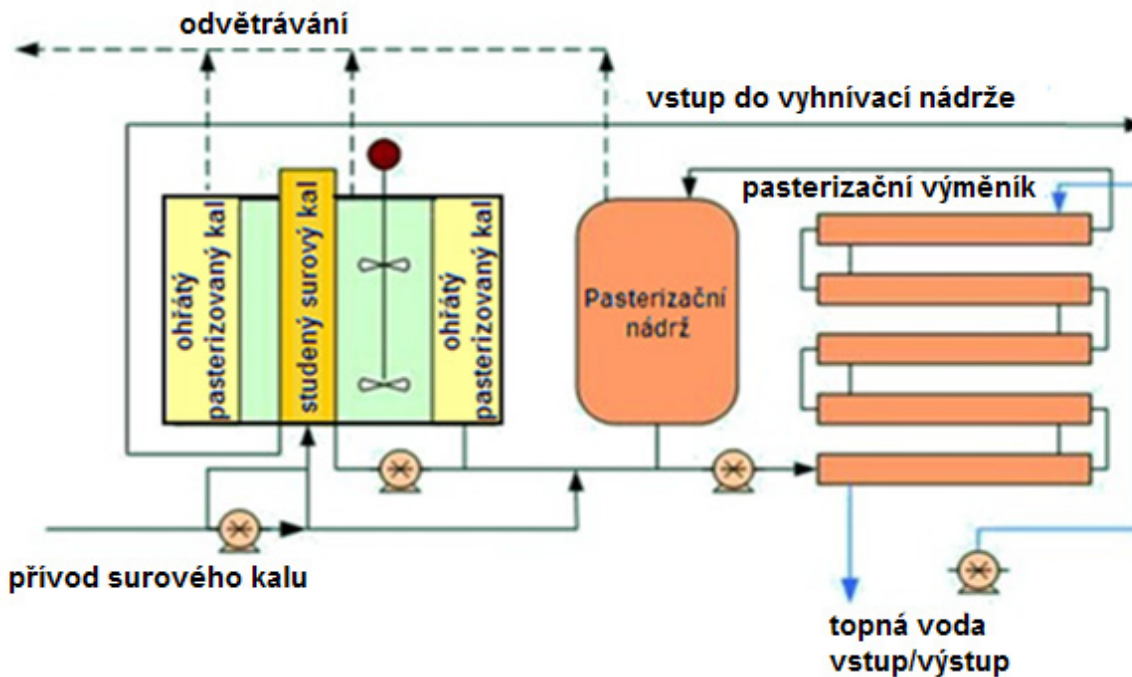 odvětrávání
vstup do vyhnívací nádrže
pasterizační výměník
ohřátý
pasterizovaný kal
studený surový kal
ohřátý
pasterizovaný kal
Pasterizační
nádrž
přívod surového kalu
topná voda
vstup/výstup